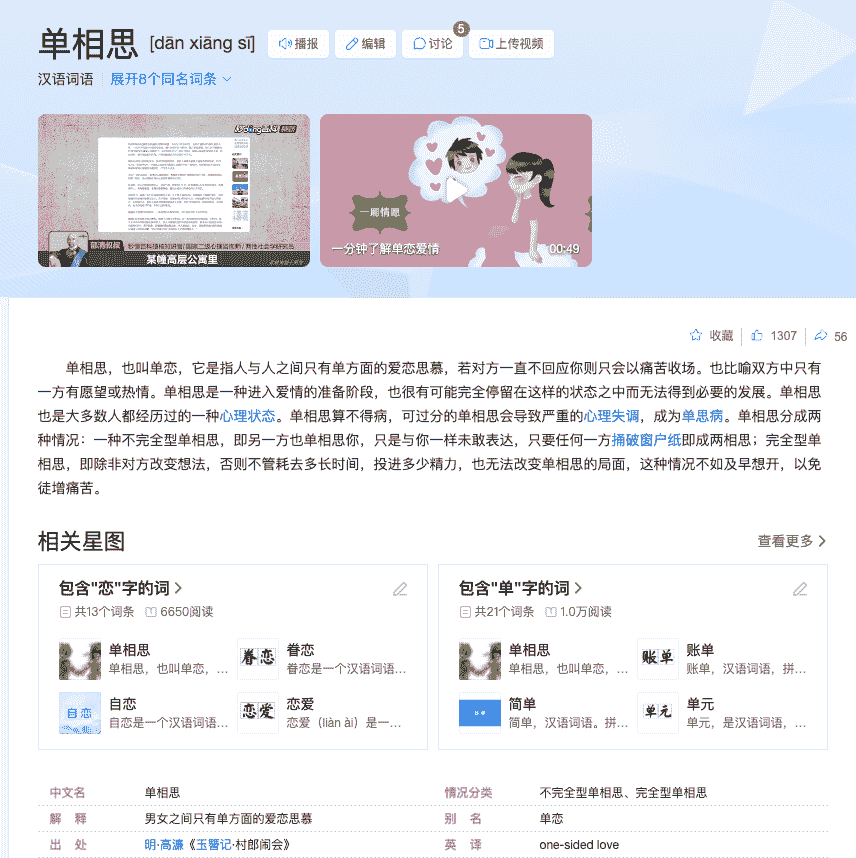 单相思 [dān xiāng sī] 播报 编辑 讨论 5 上传视频
汉语词语 展开8个同名词条
一厢情愿
某幢高层公寓里
一分钟了解单恋爱情 00:49
收藏 1307 56
单相思，也叫单恋，它是指人与人之间只有单方面的爱恋思慕，若对方一直不回应你则只会以痛苦收场。也比喻双方中只有
一方有愿望或热情。单相思是一种进入爱情的准备阶段，也很有可能完全停留在这样的状态之中而无法得到必要的发展。单相思
也是大多数人都经历过的一种心理状态。单相思算不得病，可过分的单相思会导致严重的心理失调，成为单思病。单相思分成两
种情况：一种不完全型单相思，即另一方也单相思你，只是与你一样未敢表达，只要任何一方捅破窗户纸即成两相思；完全型单
相思，即除非对方改变想法，否则不管耗去多长时间，投进多少精力，也无法改变单相思的局面，这种情况不如及早想开，以免
徒增痛苦。
相关星图 查看更多
包含"恋"字的词
共13个词条 6650阅读
单相思
单相思，也叫单恋，...
眷恋
眷恋
眷恋是一个汉语词语...
自恋
自恋
自恋是一个汉语词语...
恋爱
恋爱
恋爱（liàn ài）是一...
包含"单"字的词
共21个词条 1.0万阅读
单相思
单相思，也叫单恋，...
账单
账单
账单，汉语词语，拼...
简单
简单，汉语词语。拼...
单元
单元
单元，是汉语词语，...
中文名 单相思 情况分类 不完全型单相思、完全型单相思
解 释 男女之间只有单方面的爱恋思慕 别 名 单恋
出 处 明·高濂《玉簪记·村郎闹会》 英 译 one-sided love